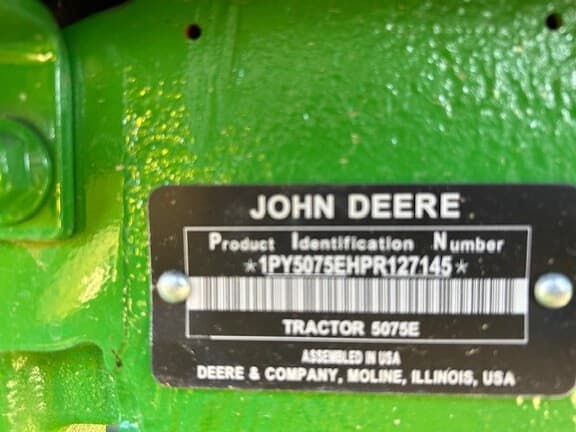 JOHN DEERE
Product Identification Number
*1PY5075EHPR127145*
TRACTOR 5075E
ASSEMBLED IN USA
DEERE & COMPANY, MOLINE, ILLINOIS, USA